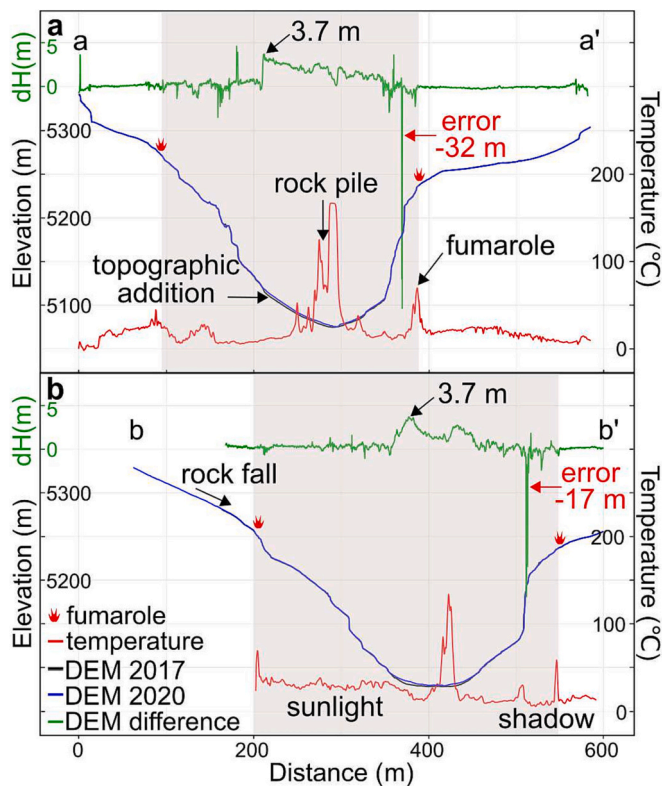 a
a a'
3.7 m
dH(m)
5
0
error
-32 m
rock pile
fumarole
topographic
addition
Elevation (m)
5300
5200
5100
Temperature (°C)
200
100
0
b
b b'
3.7 m
dH(m)
5
0
error
-17 m
rock fall
Elevation (m)
5300
5200
Temperature (°C)
200
100
0
fumarole
temperature
DEM 2017
DEM 2020
DEM difference
sunlight
shadow
0 200 400 600
Distance (m)